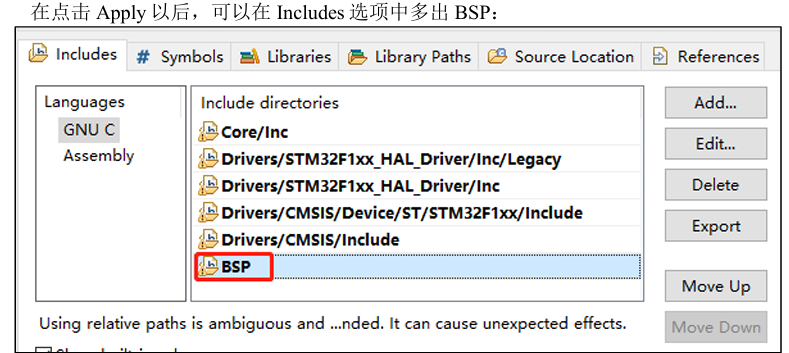 在点击 Apply 以后，可以在 Includes 选项中多出 BSP：
Includes # Symbols Libraries Library Paths Source Location References
Languages
GNU C
Assembly
Include directories
Core/Inc
Drivers/STM32F1xx_HAL_Driver/Inc/Legacy
Drivers/STM32F1xx_HAL_Driver/Inc
Drivers/CMSIS/Device/ST/STM32F1xx/Include
Drivers/CMSIS/Include
BSP
Add...
Edit...
Delete
Export
Move Up
Move Down
Using relative paths is ambiguous and ...nded. It can cause unexpected effects.